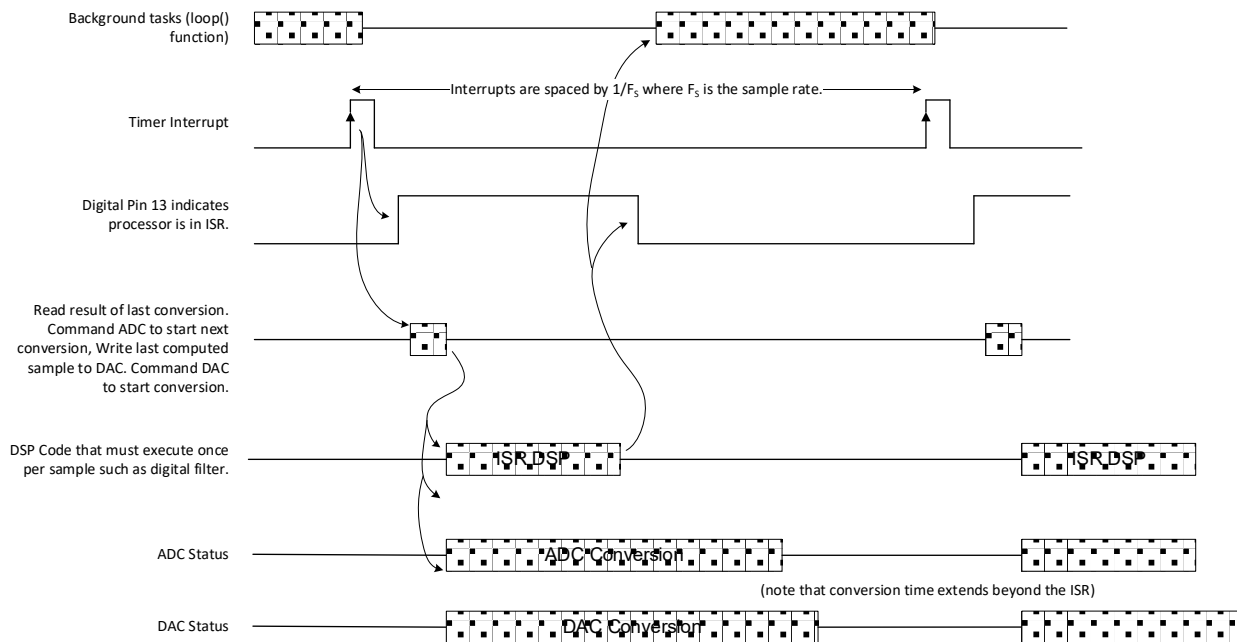 Background tasks (loop()
function)
Interrupts are spaced by 1/FS where FS is the sample rate.
Timer Interrupt
Digital Pin 13 indicates
processor is in ISR.
Read result of last conversion.
Command ADC to start next
conversion, Write last computed
sample to DAC. Command DAC
to start conversion.
DSP Code that must execute once
per sample such as digital filter.
ISR DSP
ISR DSP
ADC Status
ADC Conversion
(note that conversion time extends beyond the ISR)
DAC Status
DAC Conversion